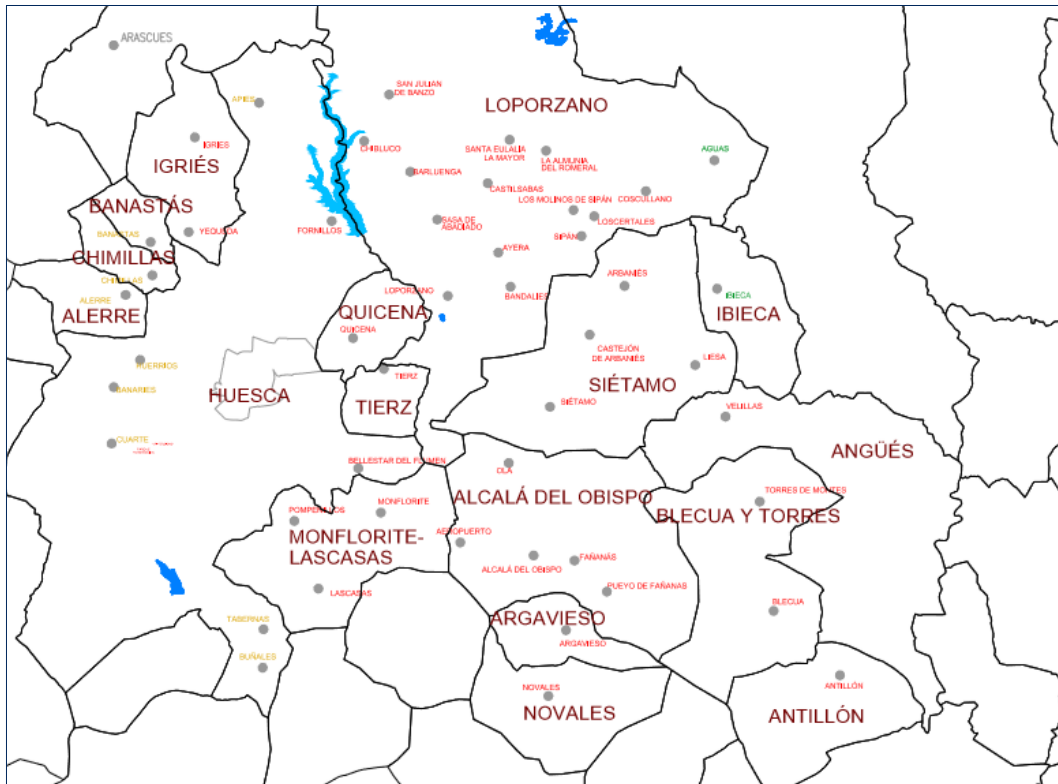 ARASCUES
SAN JULIAN
DE BANZO
APIES
LOPORZANO
IGRIES
CHIBLUCO
SANTA EULALIA
LA MAYOR
AGUAS
LA ALMUNIA
DEL ROMERAL
IGRIÉS
BARLUENGA
CASTILSABAS
COSCULLANO
LOS MOLINOS DE SIPÁN
BANASTÁS
LOSCERTALES
SASA DE
ABADIADO
FORNILLOS
YEQUEDA
BANASTAS
SIPÁN
AYERA
CHIMILLAS
CHIMILLAS
ARBANIÉS
BANDALIES
LOPORZANO
IBIECA
ALERRE
ALERRE
QUICENA
IBIECA
QUICENA
CASTEJÓN
DE ARBANIÉS
LIESA
HUERRIOS
TIERZ
SIÉTAMO
BANARIES
HUESCA
TIERZ
SIÉTAMO
VELILLAS
CUARTE
ANGÜÉS
BELLESTAR DEL FLUMEN
OLA
TORRES DE MONTES
ALCALÁ DEL OBISPO
MONFLORITE
POMPENILLOS
BLECUA Y TORRES
AEROPUERTO
MONFLORITE-
LASCASAS
FAÑANÁS
ALCALÁ DEL OBISPO
PUEYO DE FAÑANAS
LASCASAS
BLECUA
ARGAVIESO
TABERNAS
ARGAVIESO
BUÑALES
ANTILLÓN
NOVALES
NOVALES
ANTILLÓN